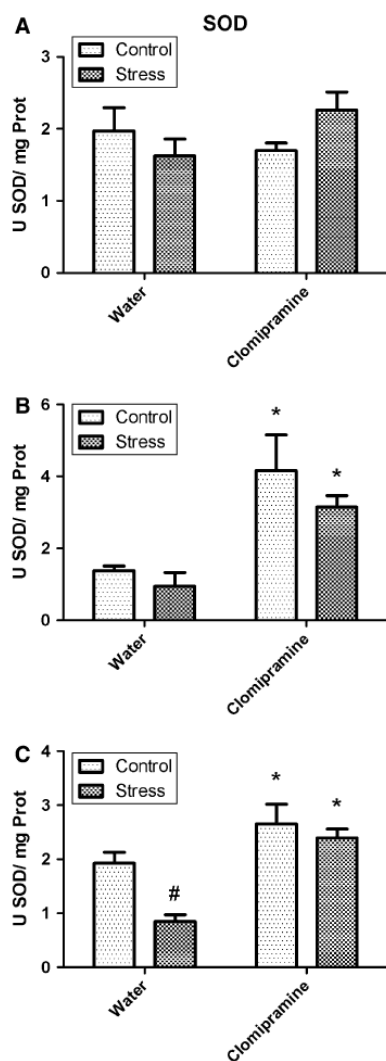 A
SOD
Control
Stress
U SOD/ mg Prot
3
2
1
0
Water
Clomipramine
B
Control
Stress
U SOD/ mg Prot
6
4
2
0
*
*
Water
Clomipramine
C
Control
Stress
U SOD/ mg Prot
4
3
2
1
0
#
*
*
Water
Clomipramine